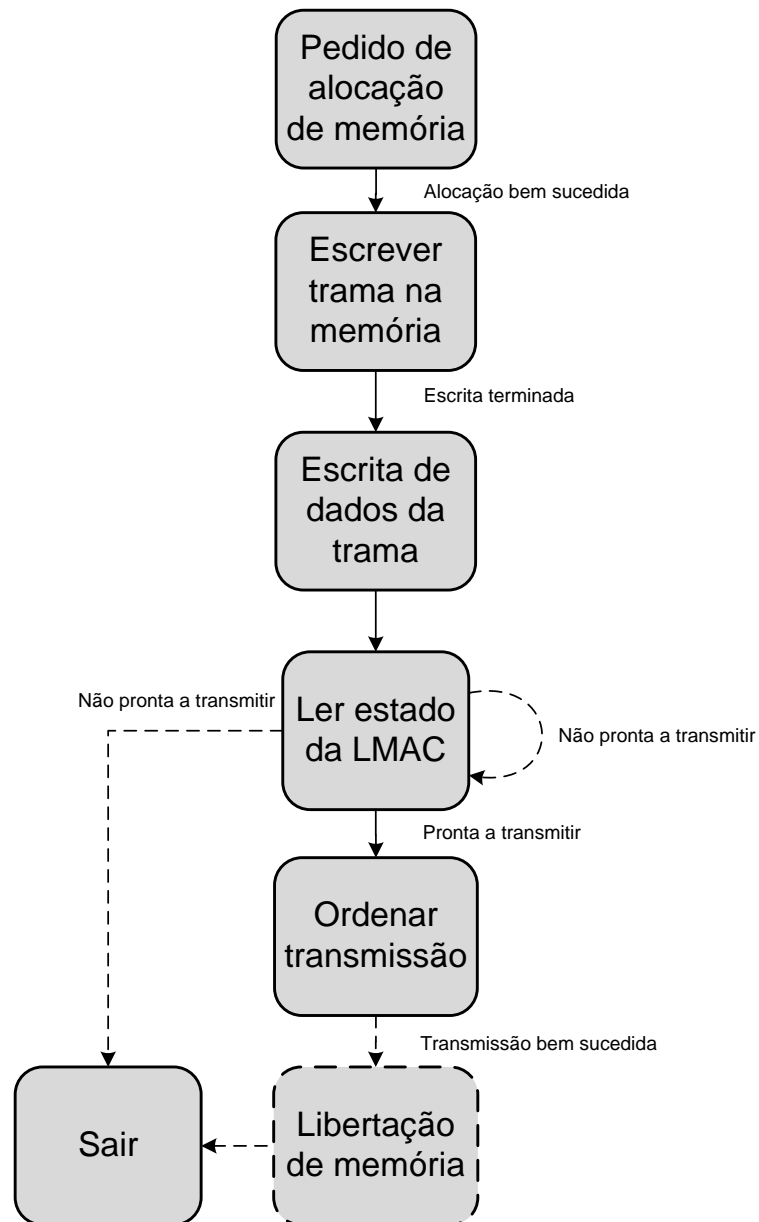 Pedido de
alocação
de memória
Alocação bem sucedida
Escrever
trama na
memória
Escrita terminada
Escrita de
dados da
trama
Não pronta a transmitir
Ler estado
da LMAC
Não pronta a transmitir
Pronta a transmitir
Ordenar
transmissão
Transmissão bem sucedida
Sair
Libertação
de memória